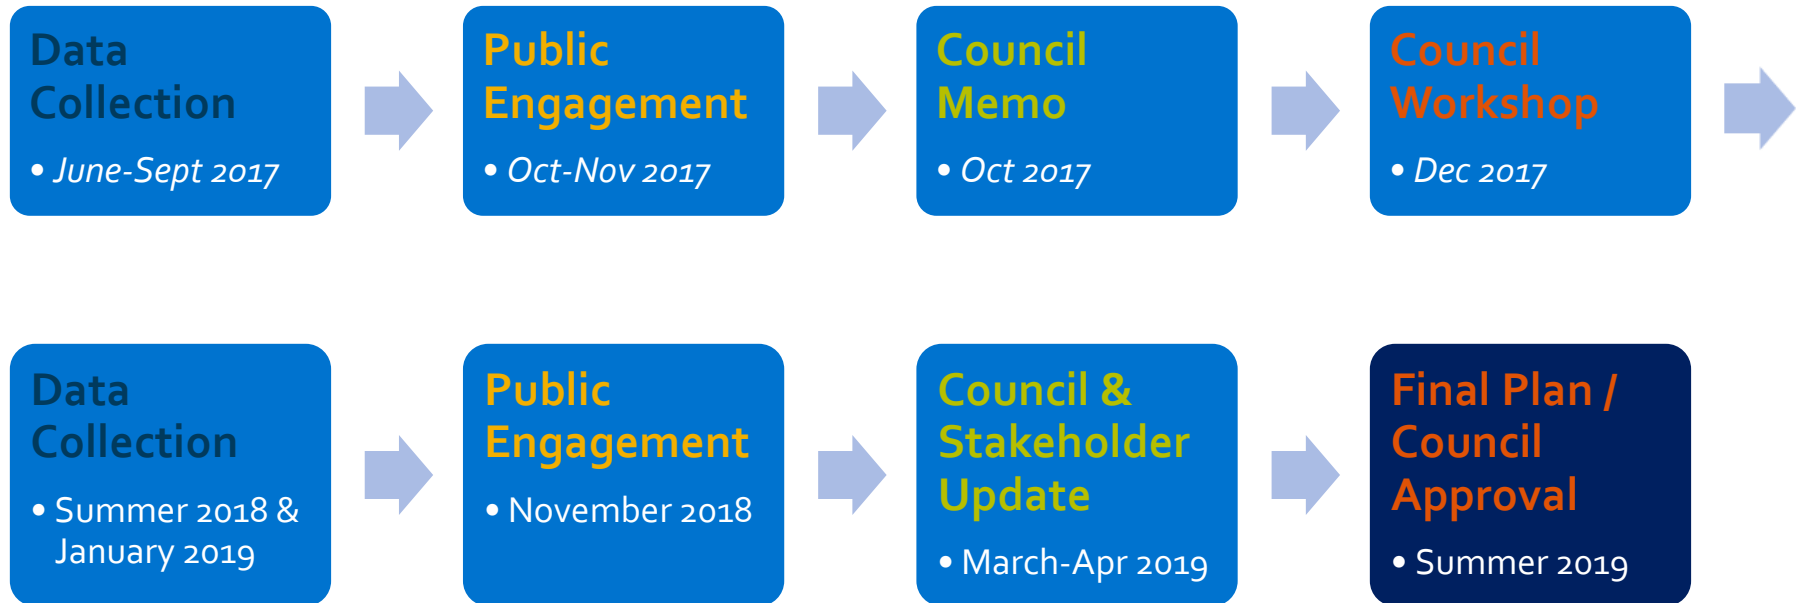 Data
Collection
• June-Sept 2017
Public
Engagement
• Oct-Nov 2017
Council
Memo
• Oct 2017
Council
Workshop
• Dec 2017
Data
Collection
• Summer 2018 &
January 2019
Public
Engagement
• November 2018
Council &
Stakeholder
Update
• March-Apr 2019
Final Plan /
Council
Approval
• Summer 2019